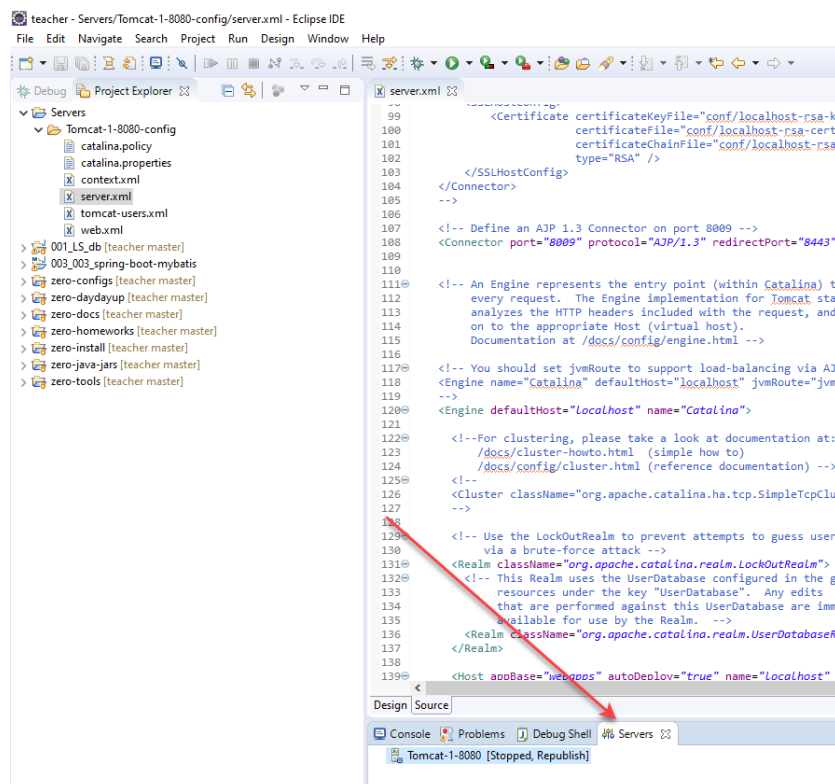 teacher - Servers/Tomcat-1-8080-config/server.xml - Eclipse IDE
File Edit Navigate Search Project Run Design Window Help
Debug Project Explorer
Servers
Tomcat-1-8080-config
catalina.policy
catalina.properties
context.xml
server.xml
tomcat-users.xml
web.xml
001_LS_db [teacher master]
003_003_spring-boot-mybatis
zero-configs [teacher master]
zero-daydayup [teacher master]
zero-docs [teacher master]
zero-homeworks [teacher master]
zero-install [teacher master]
zero-java-jars [teacher master]
zero-tools [teacher master]
server.xml
99 <Certificate certificateKeyFile="conf/localhost-rsa-k
100 certificateFile="conf/localhost-rsa-cert
101 certificateChainFile="conf/localhost-rsa
102 type="RSA" />
103 </SSLHostConfig>
104 </Connector>
105 -->
106
107 <!-- Define an AJP 1.3 Connector on port 8009 -->
108 <Connector port="8009" protocol="AJP/1.3" redirectPort="8443"
109
110
111 <!-- An Engine represents the entry point (within Catalina) t
112 every request. The Engine implementation for Tomcat sta
113 analyzes the HTTP headers included with the request, and
114 on to the appropriate Host (virtual host).
115 Documentation at /docs/config/engine.html -->
116
117 <!-- You should set jvmRoute to support load-balancing via AJ
118 <Engine name="Catalina" defaultHost="localhost" jvmRoute="jvm
119 -->
120 <Engine defaultHost="localhost" name="Catalina">
121
122 <!--For clustering, please take a look at documentation at:
123 /docs/cluster-howto.html (simple how to)
124 /docs/config/cluster.html (reference documentation) -->
125 <!--
126 <Cluster className="org.apache.catalina.ha.tcp.SimpleTcpClu
127 -->
128
129 <!-- Use the LockOutRealm to prevent attempts to guess user
130 via a brute-force attack -->
131 <Realm className="org.apache.catalina.realm.LockOutRealm">
132 <!-- This Realm uses the UserDatabase configured in the g
133 resources under the key "UserDatabase". Any edits
134 that are performed against this UserDatabase are imm
135 available for use by the Realm. -->
136 <Realm className="org.apache.catalina.realm.UserDatabaseR
137 </Realm>
138
139 <Host appBase="webapps" autoDeploy="true" name="localhost"
Design Source
Console Problems Debug Shell Servers
Tomcat-1-8080 [Stopped, Republish]